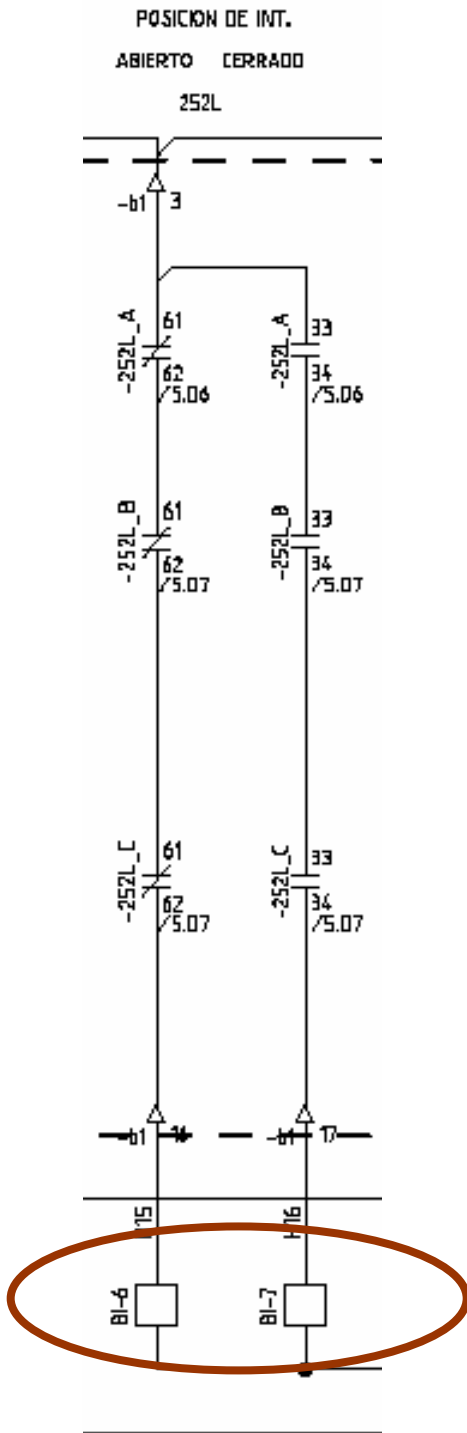 POSICION DE INT.
ABIERTO CERRADO
252L
-b1 3
-252L_A 61 62 /5.06
-252L_A 33 34 /5.06
-252L_B 61 62 /5.07
-252L_B 33 34 /5.07
-252L_C 61 62 /5.07
-252L_C 33 34 /5.07
-b1 -b1 17
H16
BI-6 BI-7